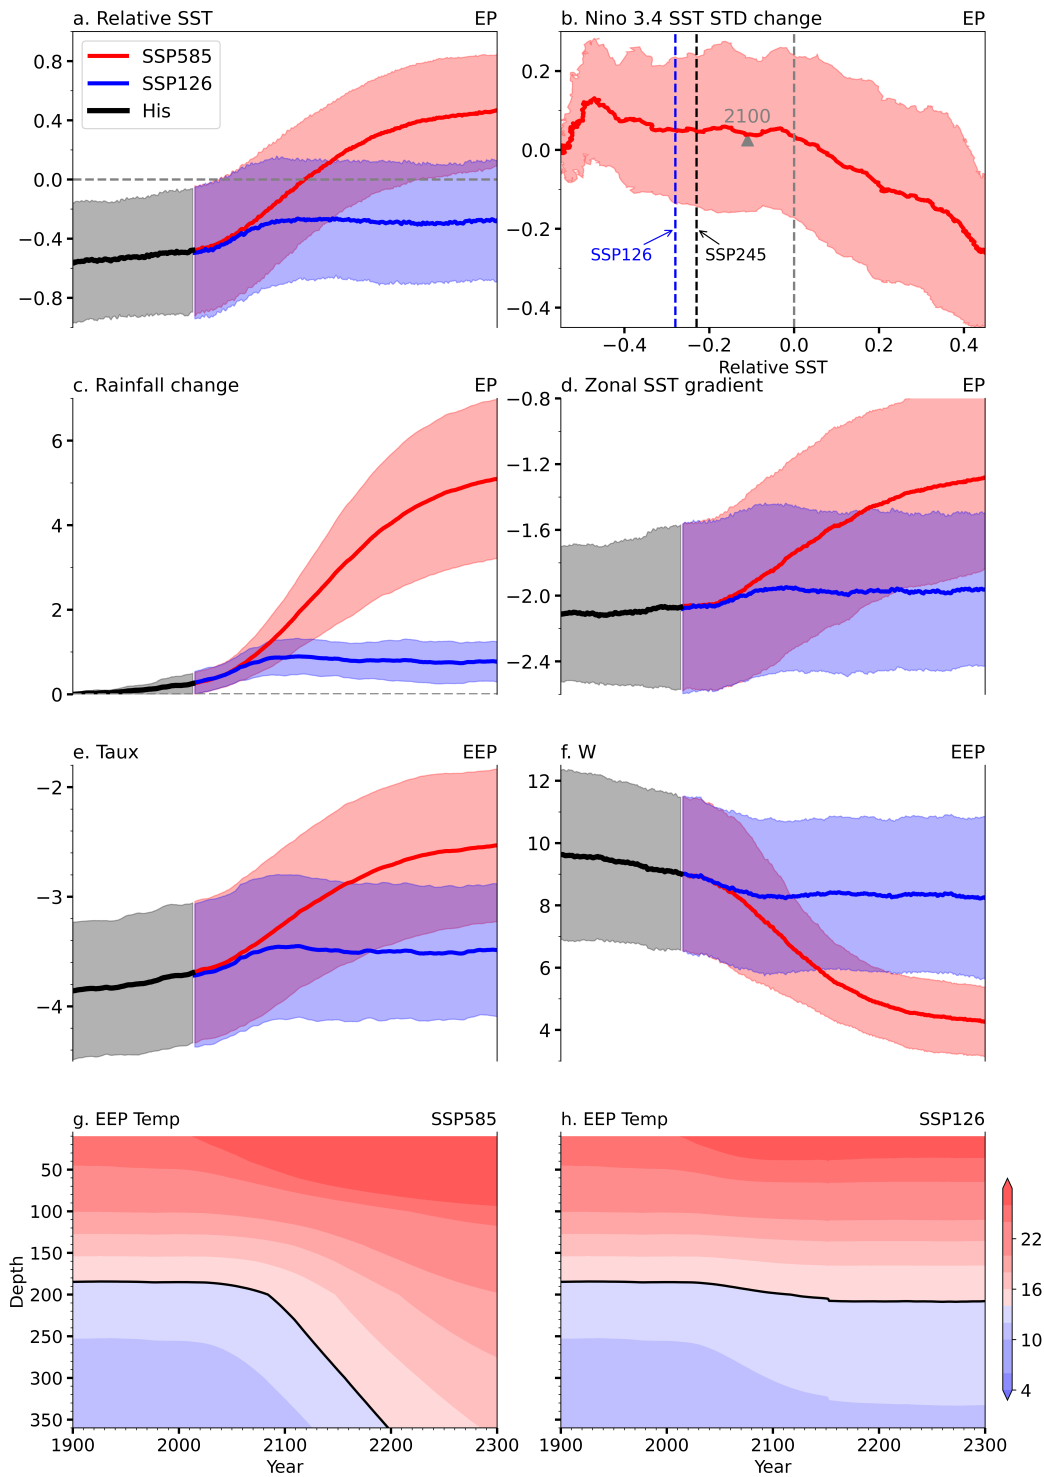 a. Relative SST EP
0.8
0.4
0.0
−0.4
−0.8
SSP585
SSP126
His
b. Nino 3.4 SST STD change EP
0.2
0.0
−0.2
−0.4
2100
SSP126
SSP245
−0.4 −0.2 0.0 0.2 0.4
Relative SST
c. Rainfall change EP
6
4
2
0
d. Zonal SST gradient EP
−0.8
−1.2
−1.6
−2.0
−2.4
e. Taux EEP
−2
−3
−4
f. W EEP
12
10
8
6
4
g. EEP Temp SSP585
50
100
150
200
250
300
350
Depth
1900 2000 2100 2200 2300
Year
h. EEP Temp SSP126
1900 2000 2100 2200 2300
Year
22
16
10
4